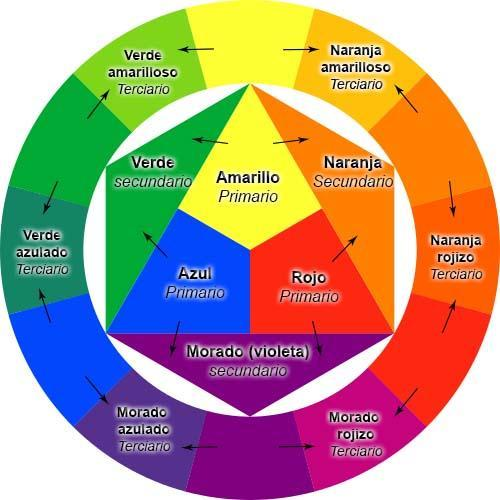 Verde
amarilloso
Terciario
Naranja
amarilloso
Terciario
Verde
secundario
Amarillo
Primario
Naranja
Secundario
Verde
azulado
Terciario
Azul
Primario
Rojo
Primario
Naranja
rojizo
Terciario
Morado (violeta)
secundario
Morado
azulado
Terciario
Morado
rojizo
Terciario